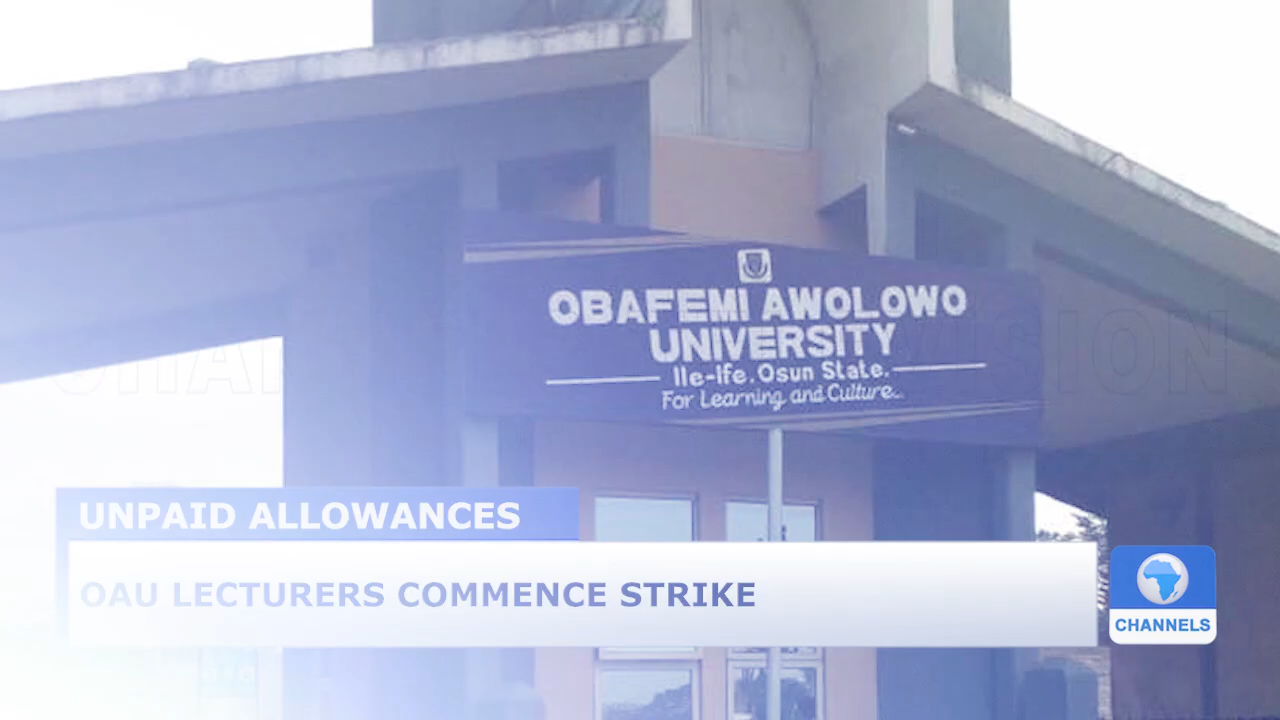 OBAFEMI AWOLOWO
UNIVERSITY
Ile-Ife, Osun State.
For Learning and Culture...
UNPAID ALLOWANCES
OAU LECTURERS COMMENCE STRIKE
CHANNELS